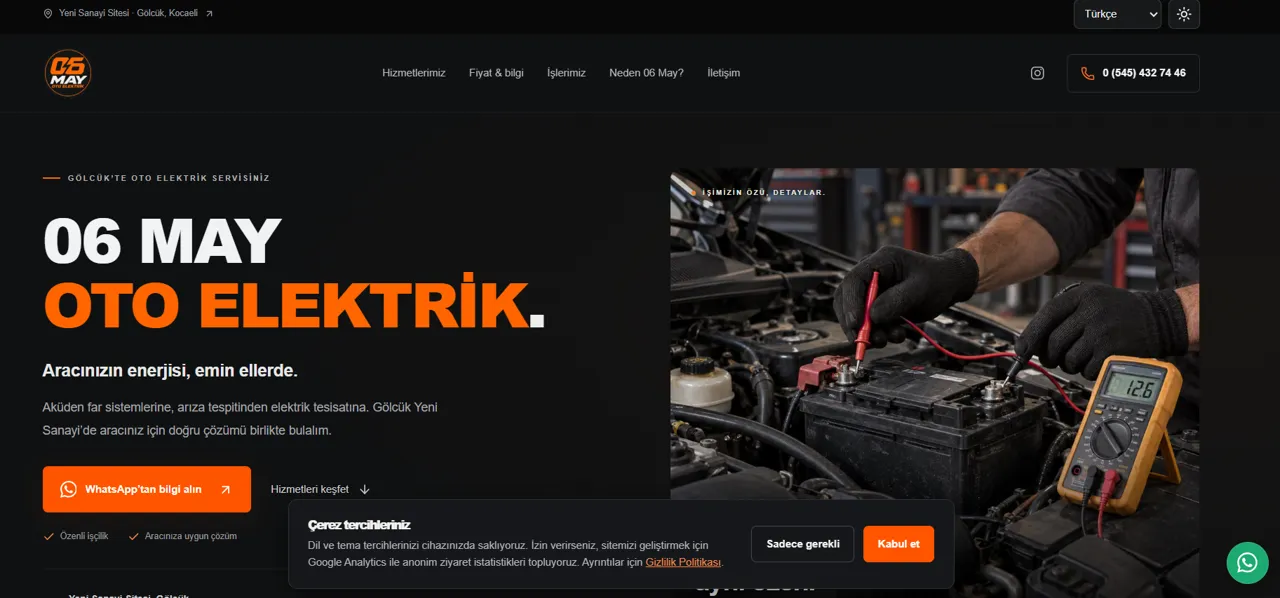 Yeni Sanayi Sitesi · Gölcük, Kocaeli
Türkçe
06
MAY
OTO ELEKTRİK
Hizmetlerimiz
Fiyat & bilgi
İşlerimiz
Neden 06 May?
İletişim
0 (545) 432 74 46
GÖLCÜK'TE OTO ELEKTRİK SERVİSİNİZ
06 MAY
OTO ELEKTRİK.
Aracınızın enerjisi, emin ellerde.
Aküden far sistemlerine, arıza tespitinden elektrik tesisatına. Gölcük Yeni
Sanayi'de aracınız için doğru çözümü birlikte bulalım.
WhatsApp'tan bilgi alın
Hizmetleri keşfet
Özenli işçilik
Aracınıza uygun çözüm
İŞİMİZİN ÖZÜ, DETAYLAR.
12.6
Çerez tercihleriniz
Dil ve tema tercihlerinizi cihazınızda saklıyoruz. İzin verirseniz, sitemizi geliştirmek için
Google Analytics ile anonim ziyaret istatistikleri topluyoruz. Ayrıntılar için Gizlilik Politikası.
Sadece gerekli
Kabul et
Yeni Sanayi Sitesi, Gölcük